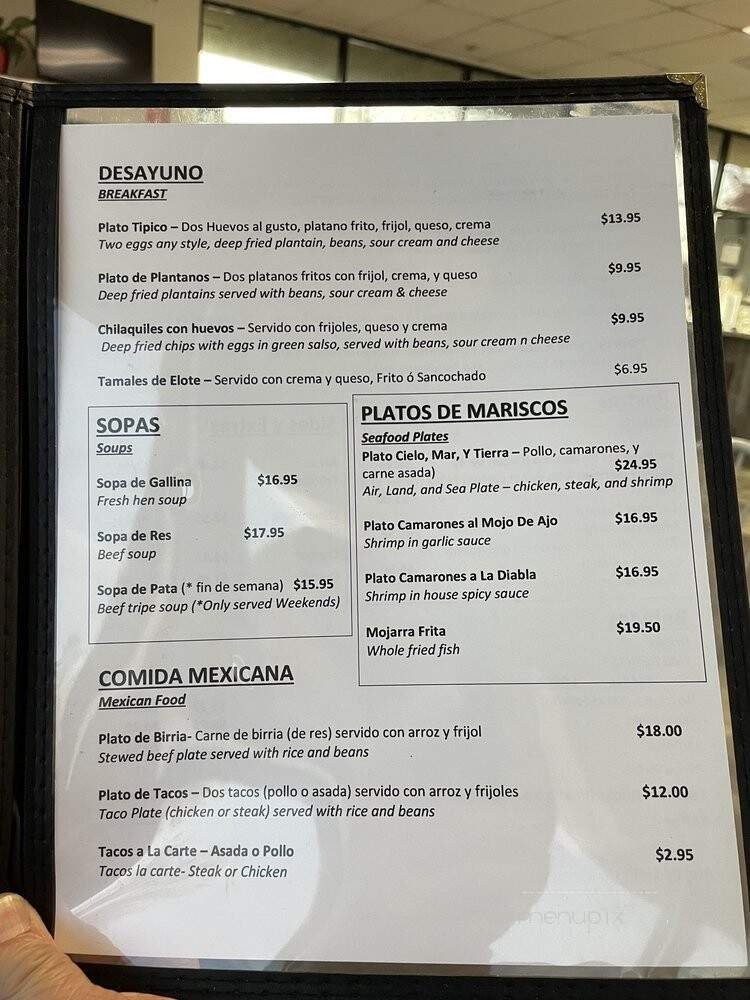 DESAYUNO
BREAKFAST
Plato Tipico – Dos Huevos al gusto, platano frito, frijol, queso, crema $13.95
Two eggs any style, deep fried plantain, beans, sour cream and cheese
Plato de Plantanos – Dos platanos fritos con frijol, crema, y queso $9.95
Deep fried plantains served with beans, sour cream & cheese
Chilaquiles con huevos – Servido con frijoles, queso y crema $9.95
Deep fried chips with eggs in green salso, served with beans, sour cream n cheese
Tamales de Elote – Servido con crema y queso, Frito ó Sancochado $6.95
SOPAS
Soups
Sopa de Gallina $16.95
Fresh hen soup
Sopa de Res $17.95
Beef soup
Sopa de Pata (* fin de semana) $15.95
Beef tripe soup (*Only served Weekends)
PLATOS DE MARISCOS
Seafood Plates
Plato Cielo, Mar, Y Tierra – Pollo, camarones, y
carne asada) $24.95
Air, Land, and Sea Plate – chicken, steak, and shrimp
Plato Camarones al Mojo De Ajo $16.95
Shrimp in garlic sauce
Plato Camarones a La Diabla $16.95
Shrimp in house spicy sauce
Mojarra Frita $19.50
Whole fried fish
COMIDA MEXICANA
Mexican Food
Plato de Birria- Carne de birria (de res) servido con arroz y frijol $18.00
Stewed beef plate served with rice and beans
Plato de Tacos – Dos tacos (pollo o asada) servido con arroz y frijoles $12.00
Taco Plate (chicken or steak) served with rice and beans
Tacos a La Carte – Asada o Pollo $2.95
Tacos la carte- Steak or Chicken
menupix